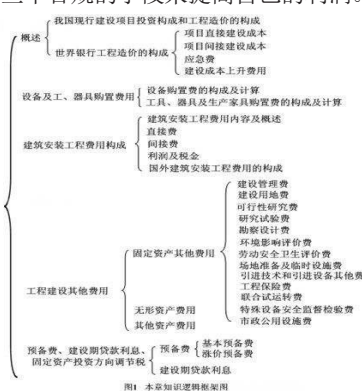 我国现行建设项目投资构成和工程造价的构成
概述
世界银行工程造价的构成
项目直接建设成本
项目间接建设成本
应急费
建设成本上升费用
设备及工、器具购置费用
设备购置费的构成及计算
工具、器具及生产家具购置费的构成及计算
建筑安装工程费用构成
建筑安装工程费用内容及概述
直接费
间接费
利润及税金
国外建筑安装工程费用的构成
工程建设其他费用
固定资产其他费用
建设管理费
建设用地费
可行性研究费
研究试验费
勘察设计费
环境影响评价费
劳动安全卫生评价费
场地准备及临时设施费
引进技术和引进设备其他费
工程保险费
联合试运转费
特殊设备安全监督检验费
市政公用设施费
无形资产费用
其他资产费用
预备费、建设期贷款利息、
固定资产投资方向调节税
预备费
基本预备费
涨价预备费
建设期贷款利息
图1 本章知识逻辑框架图